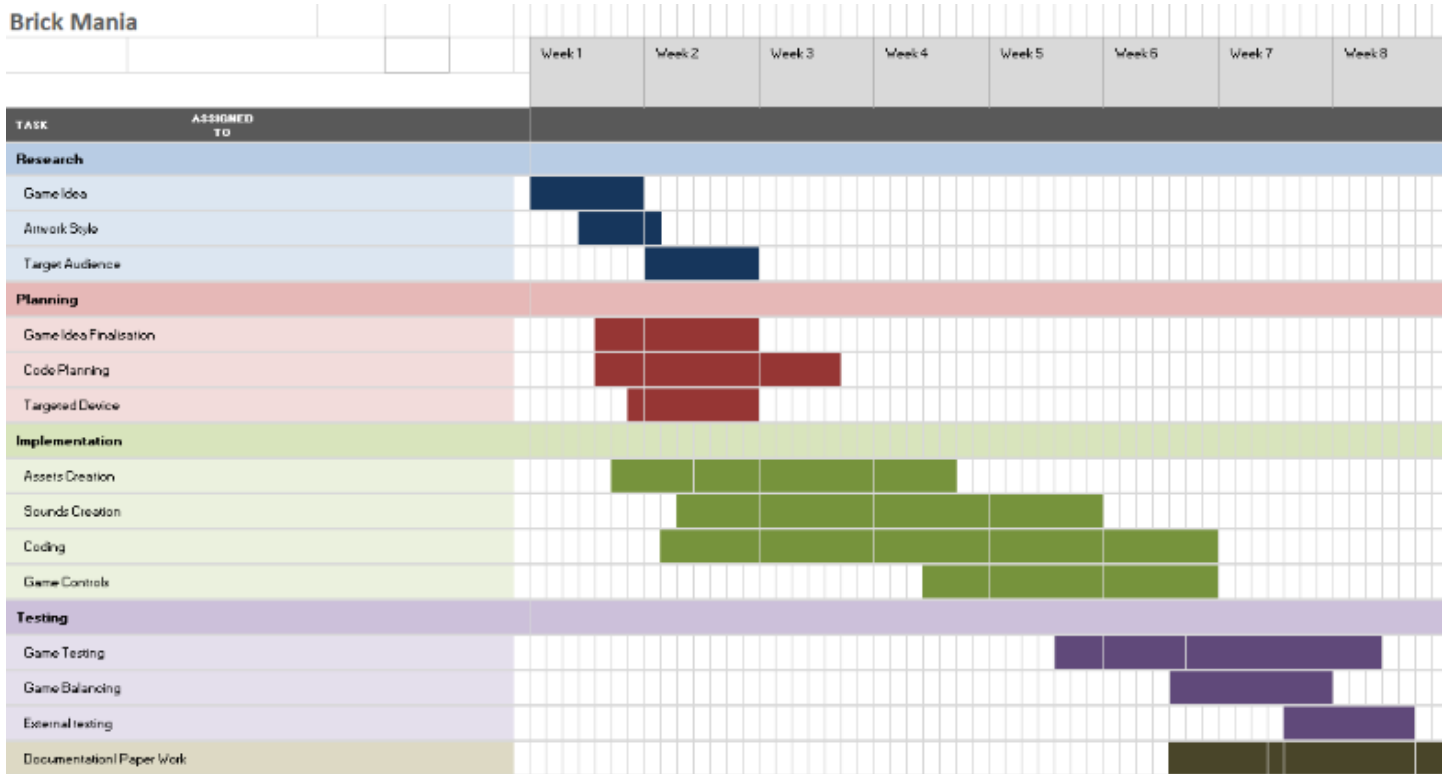 Brick Mania
Week 1 Week 2 Week 3 Week 4 Week 5 Week 6 Week 7 Week 8
TASK ASSIGNED
TO
Research
Game Idea
Artwork Style
Target Audience
Planning
Game Idea Finalisation
Code Planning
Targeted Device
Implementation
Assets Creation
Sounds Creation
Coding
Game Controls
Testing
Game Testing
Game Balancing
External testing
Documentation| Paper Work